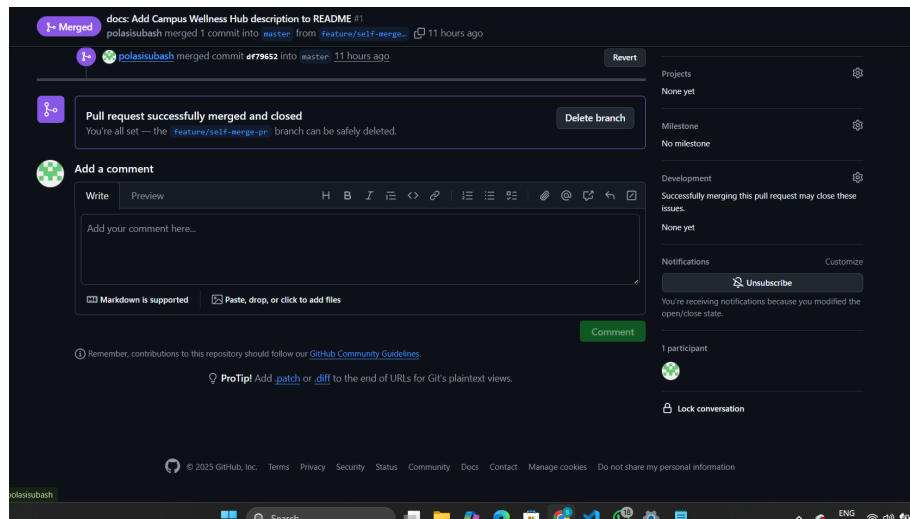 Merged
docs: Add Campus Wellness Hub description to README #1
polasisubash merged 1 commit into master from feature/self-merge… 11 hours ago
polasisubash merged commit df79652 into master 11 hours ago
Revert
Pull request successfully merged and closed
You're all set — the feature/self-merge-pr branch can be safely deleted.
Delete branch
Add a comment
Write Preview
Add your comment here...
Markdown is supported
Paste, drop, or click to add files
Comment
Remember, contributions to this repository should follow our GitHub Community Guidelines.
ProTip! Add .patch or .diff to the end of URLs for Git's plaintext views.
Projects
None yet
Milestone
No milestone
Development
Successfully merging this pull request may close these
issues.
None yet
Notifications Customize
Unsubscribe
You're receiving notifications because you modified the
open/close state.
1 participant
Lock conversation
© 2025 GitHub, Inc. Terms Privacy Security Status Community Docs Contact Manage cookies Do not share my personal information
polasisubash
Search
18
ENG